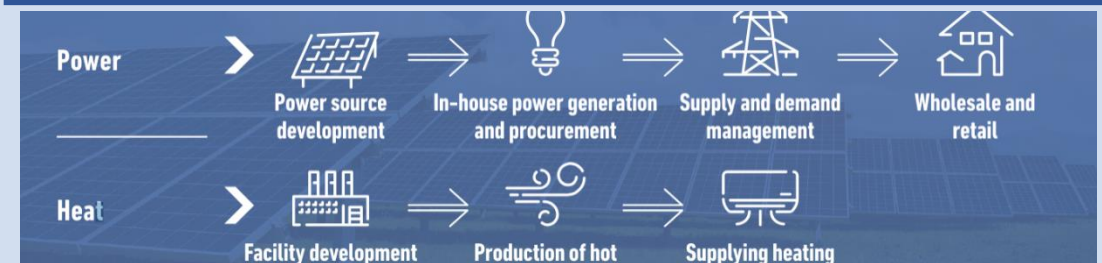 Power
Power source
development
In-house power generation
and procurement
Supply and demand
management
Wholesale and
retail
Heat
Facility development
Production of hot
Supplying heating